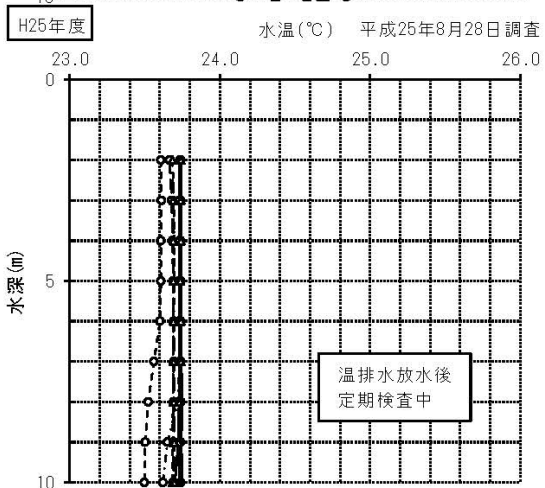 H25年度
水温(℃) 平成25年8月28日調査
23.0 24.0 25.0 26.0
0
5
10
水深(m)
温排水放水後
定期検査中